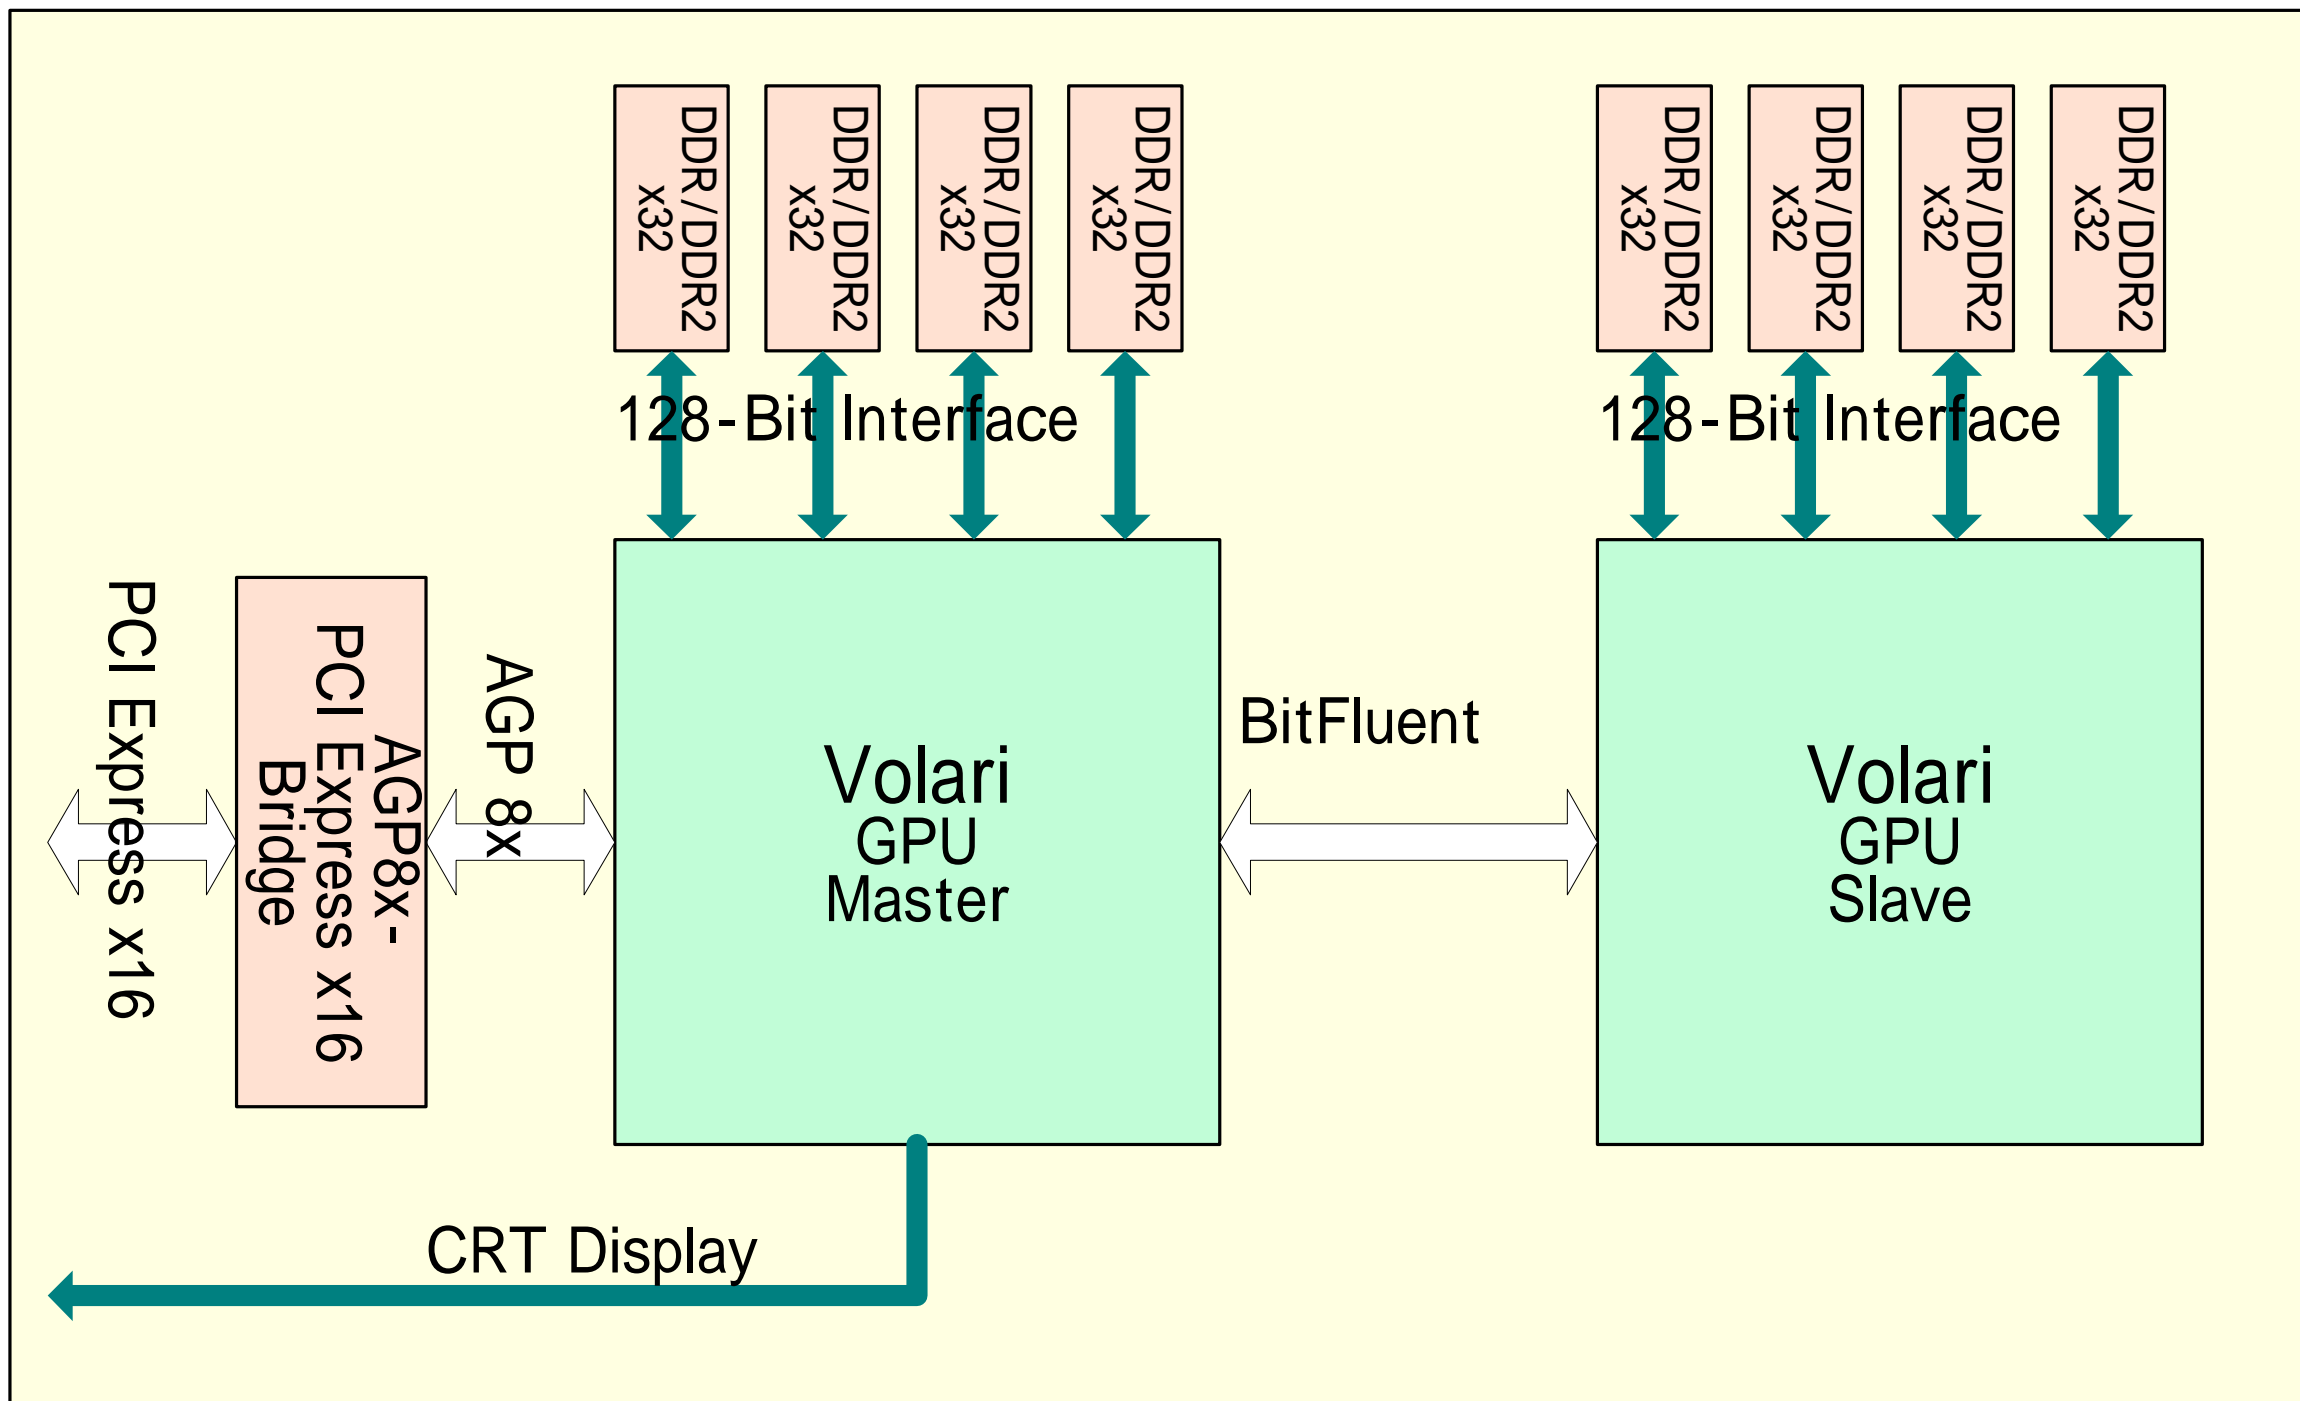 DDR/DDR2
x32
DDR/DDR2
x32
DDR/DDR2
x32
DDR/DDR2
x32
DDR/DDR2
x32
DDR/DDR2
x32
DDR/DDR2
x32
DDR/DDR2
x32
128-Bit Interface
128-Bit Interface
PCI Express x16
AGP8x-
PCI Express x16
Bridge
AGP 8x
Volari
GPU
Master
BitFluent
Volari
GPU
Slave
CRT Display